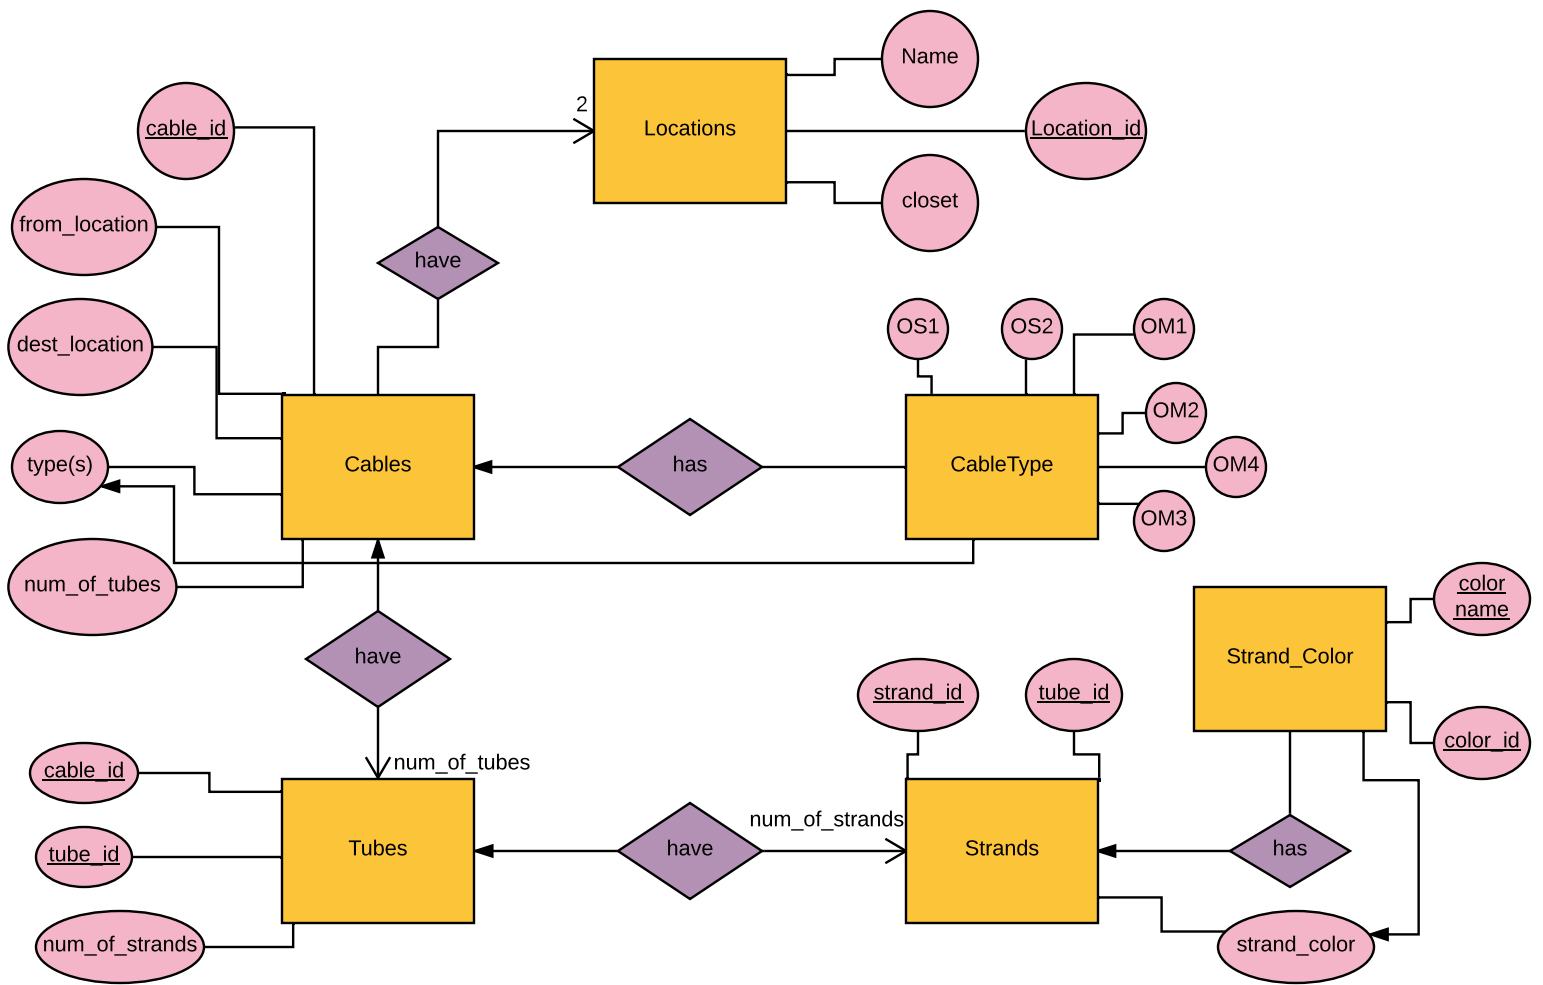 Name
2
Locations
cable_id
Location_id
closet
from_location
have
OS1
OS2
OM1
dest_location
OM2
type(s)
Cables
has
CableType
OM4
OM3
num_of_tubes
color
name
have
Strand_Color
strand_id
tube_id
color_id
num_of_tubes
cable_id
num_of_strands
tube_id
Tubes
have
Strands
has
num_of_strands
strand_color